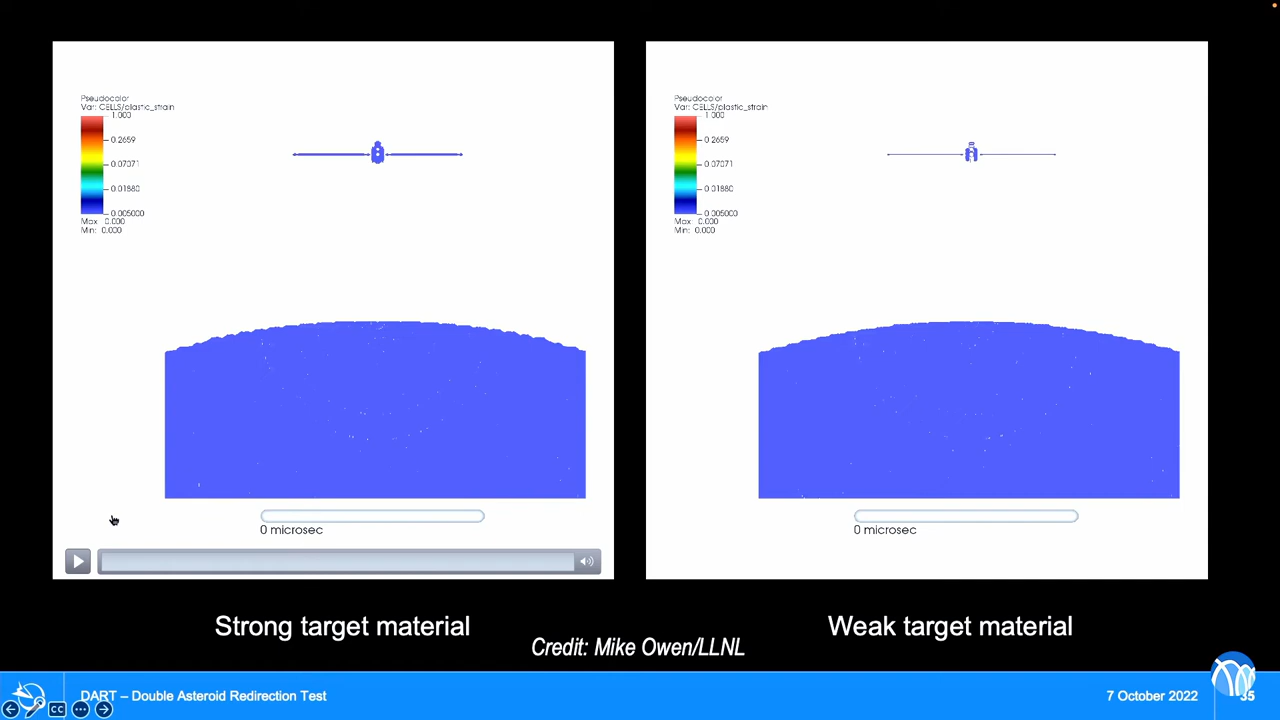 Pseudocolor
Var: CELLS/plastic_strain
1.000
0.2659
0.07071
0.01880
0.005000
Max: 0.000
Min: 0.000
0 microsec
Strong target material
Pseudocolor
Var: CELLS/plastic_strain
1.000
0.2659
0.07071
0.01880
0.005000
Max: 0.000
Min: 0.000
0 microsec
Weak target material
Credit: Mike Owen/LLNL
DART – Double Asteroid Redirection Test
7 October 2022
35
CC